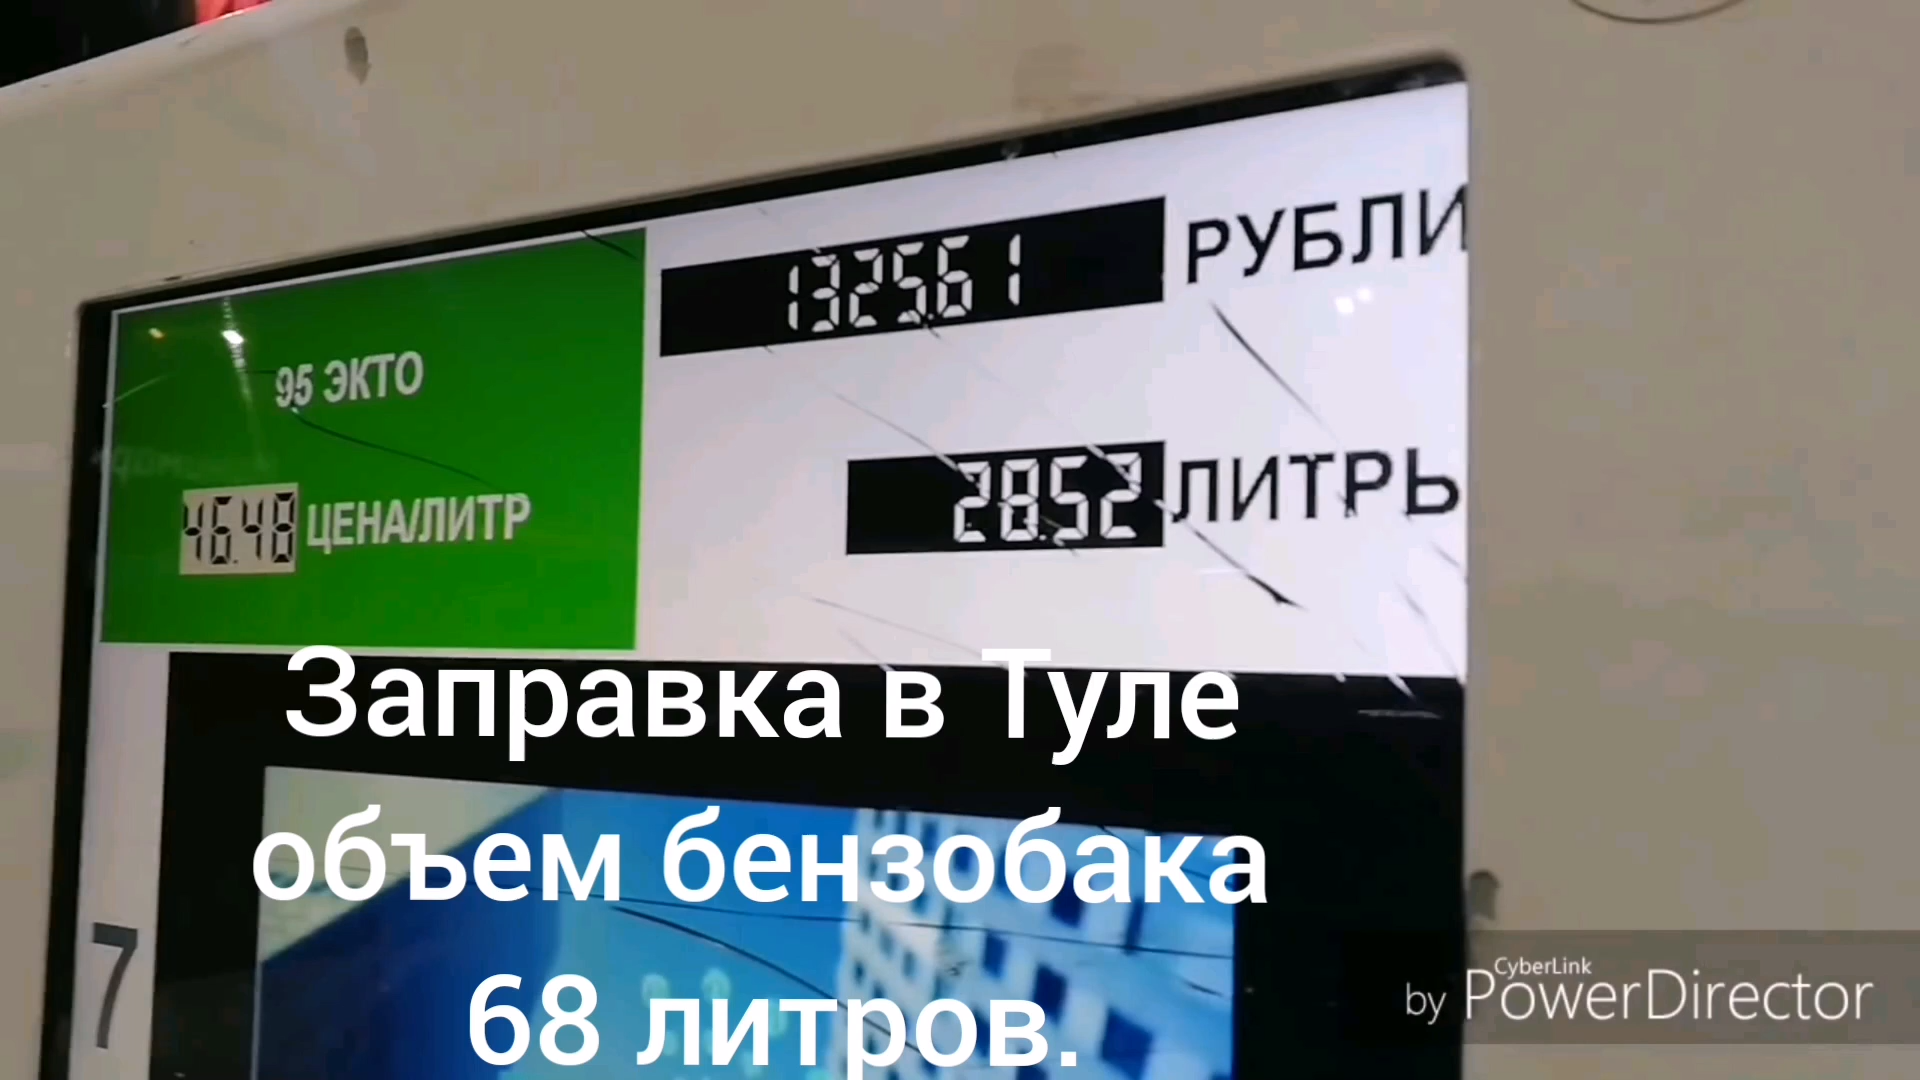 1325.61 РУБЛИ
95 ЭКТО
28.52 ЛИТРЫ
46.48 ЦЕНА/ЛИТР
Заправка в Туле
объем бензобака
68 литров.
7
CyberLink
by PowerDirector